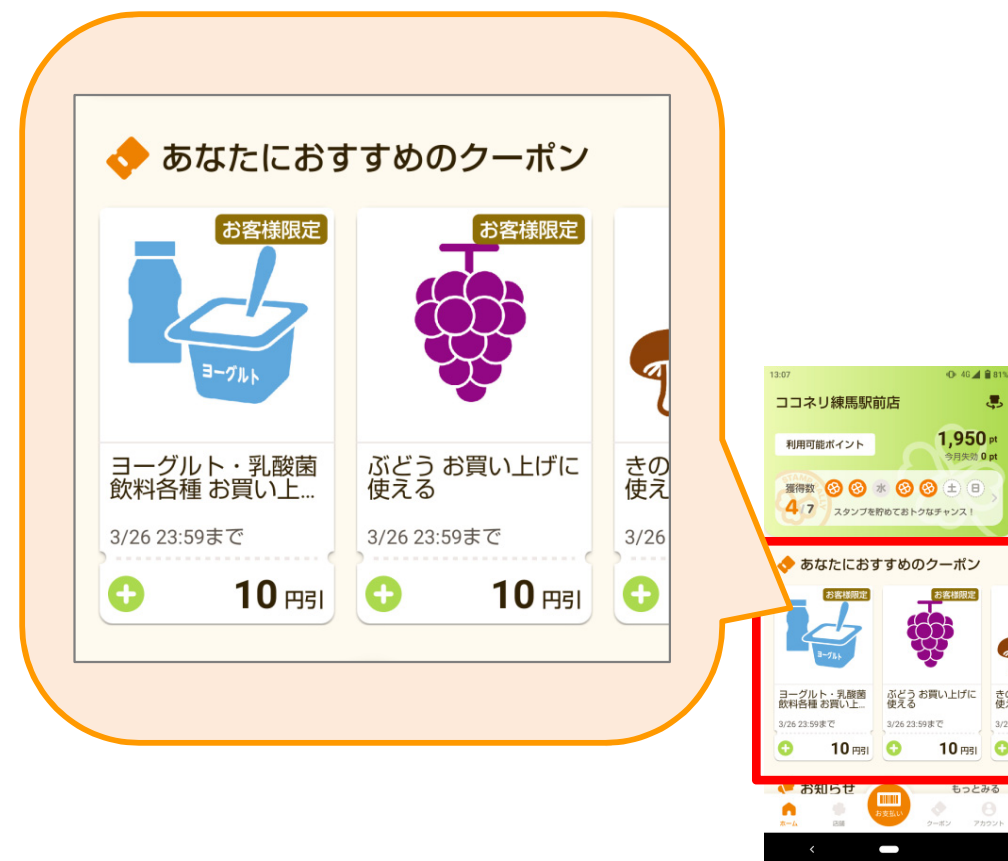 あなたにおすすめのクーポン
お客様限定
ヨーグルト
ヨーグルト・乳酸菌
飲料各種 お買い上...
3/26 23:59まで
10 円引
お客様限定
ぶどう お買い上げに
使える
3/26 23:59まで
10 円引
きの
使え
3/26
13:07
4G 81%
ココネリ練馬駅前店
利用可能ポイント
1,950 pt
今月失効 0 pt
獲得数
4/7
水 土 日
スタンプを貯めておトクなチャンス!
あなたにおすすめのクーポン
お客様限定
ヨーグルト
ヨーグルト・乳酸菌
飲料各種 お買い上...
3/26 23:59まで
10 円引
お客様限定
ぶどう お買い上げに
使える
3/26 23:59まで
10 円引
お知らせ
もっとみる
ホーム
店舗
お支払い
クーポン
アカウント